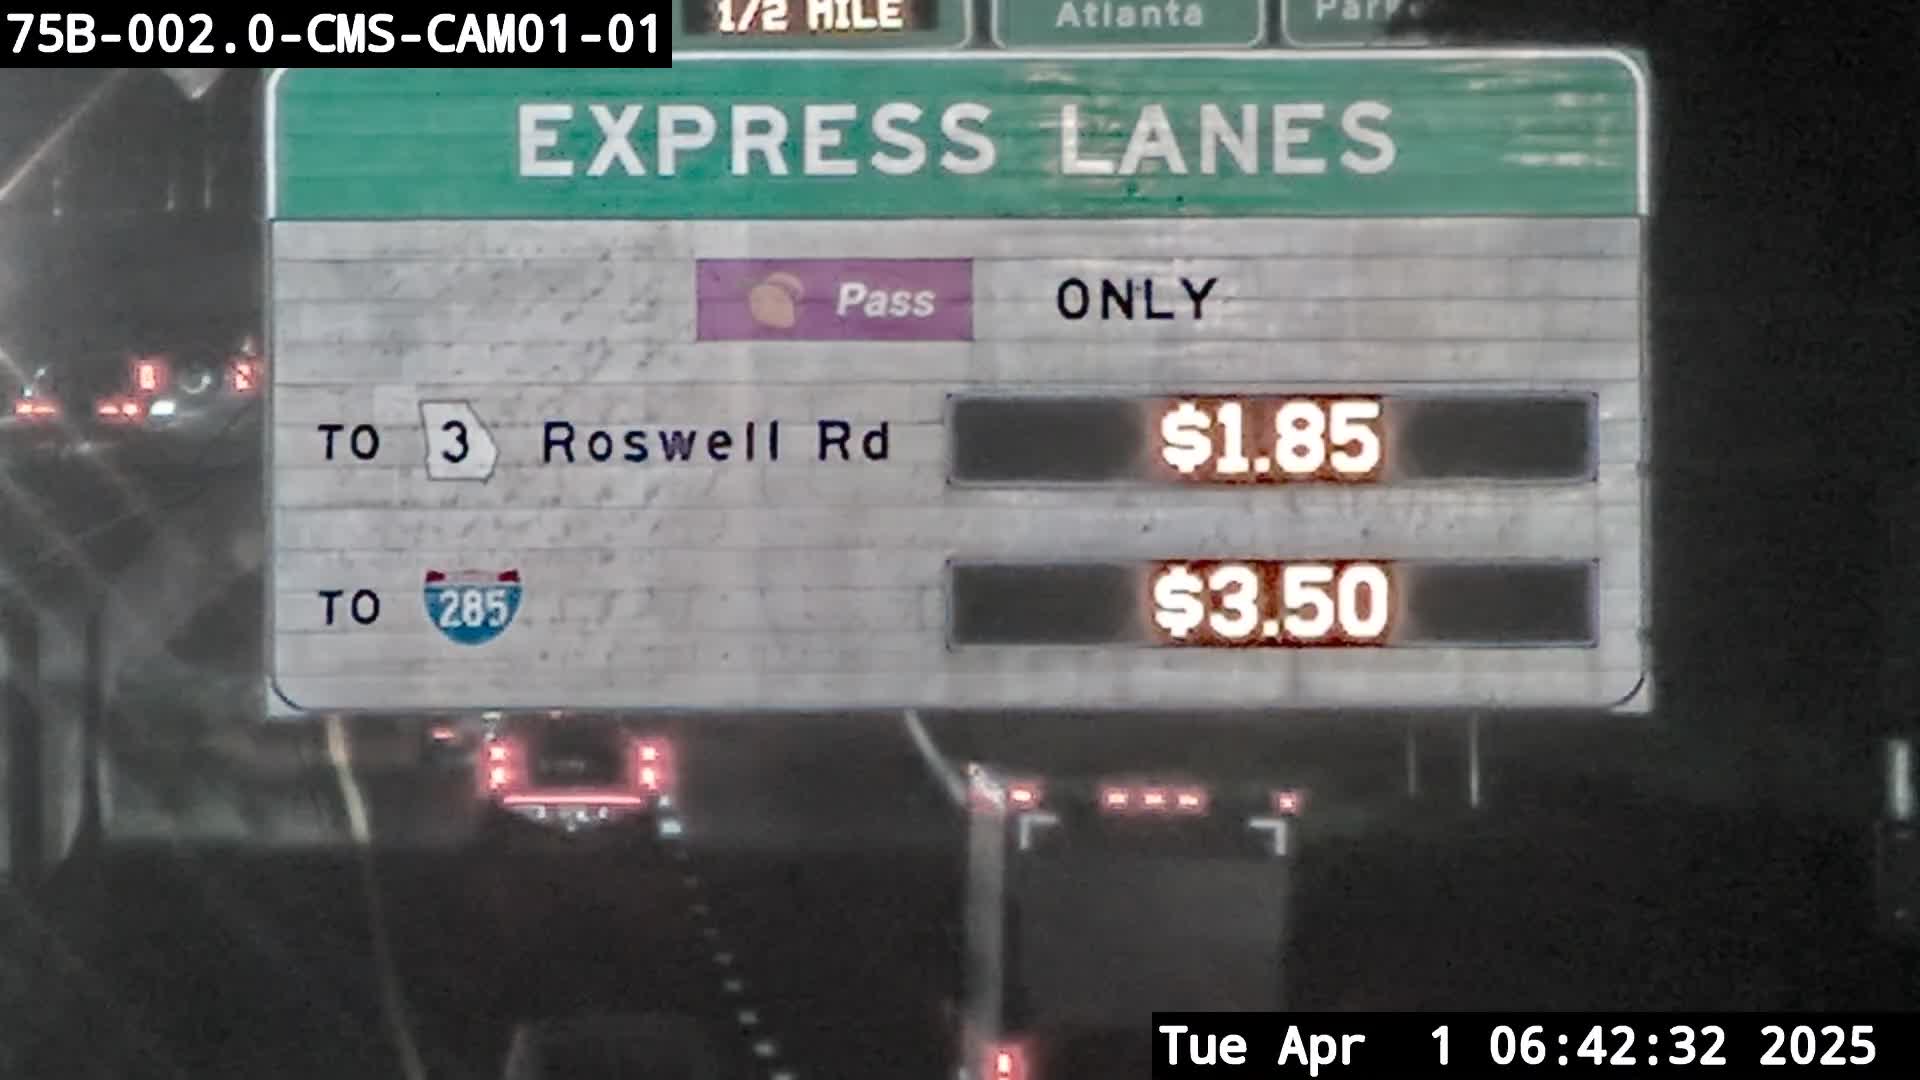 75B-002.0-CMS-CAM01-01
1/2 MILE
Atlanta
EXPRESS LANES
Pass ONLY
TO 3 Roswell Rd $1.85
TO 285 $3.50
Tue Apr 1 06:42:32 2025